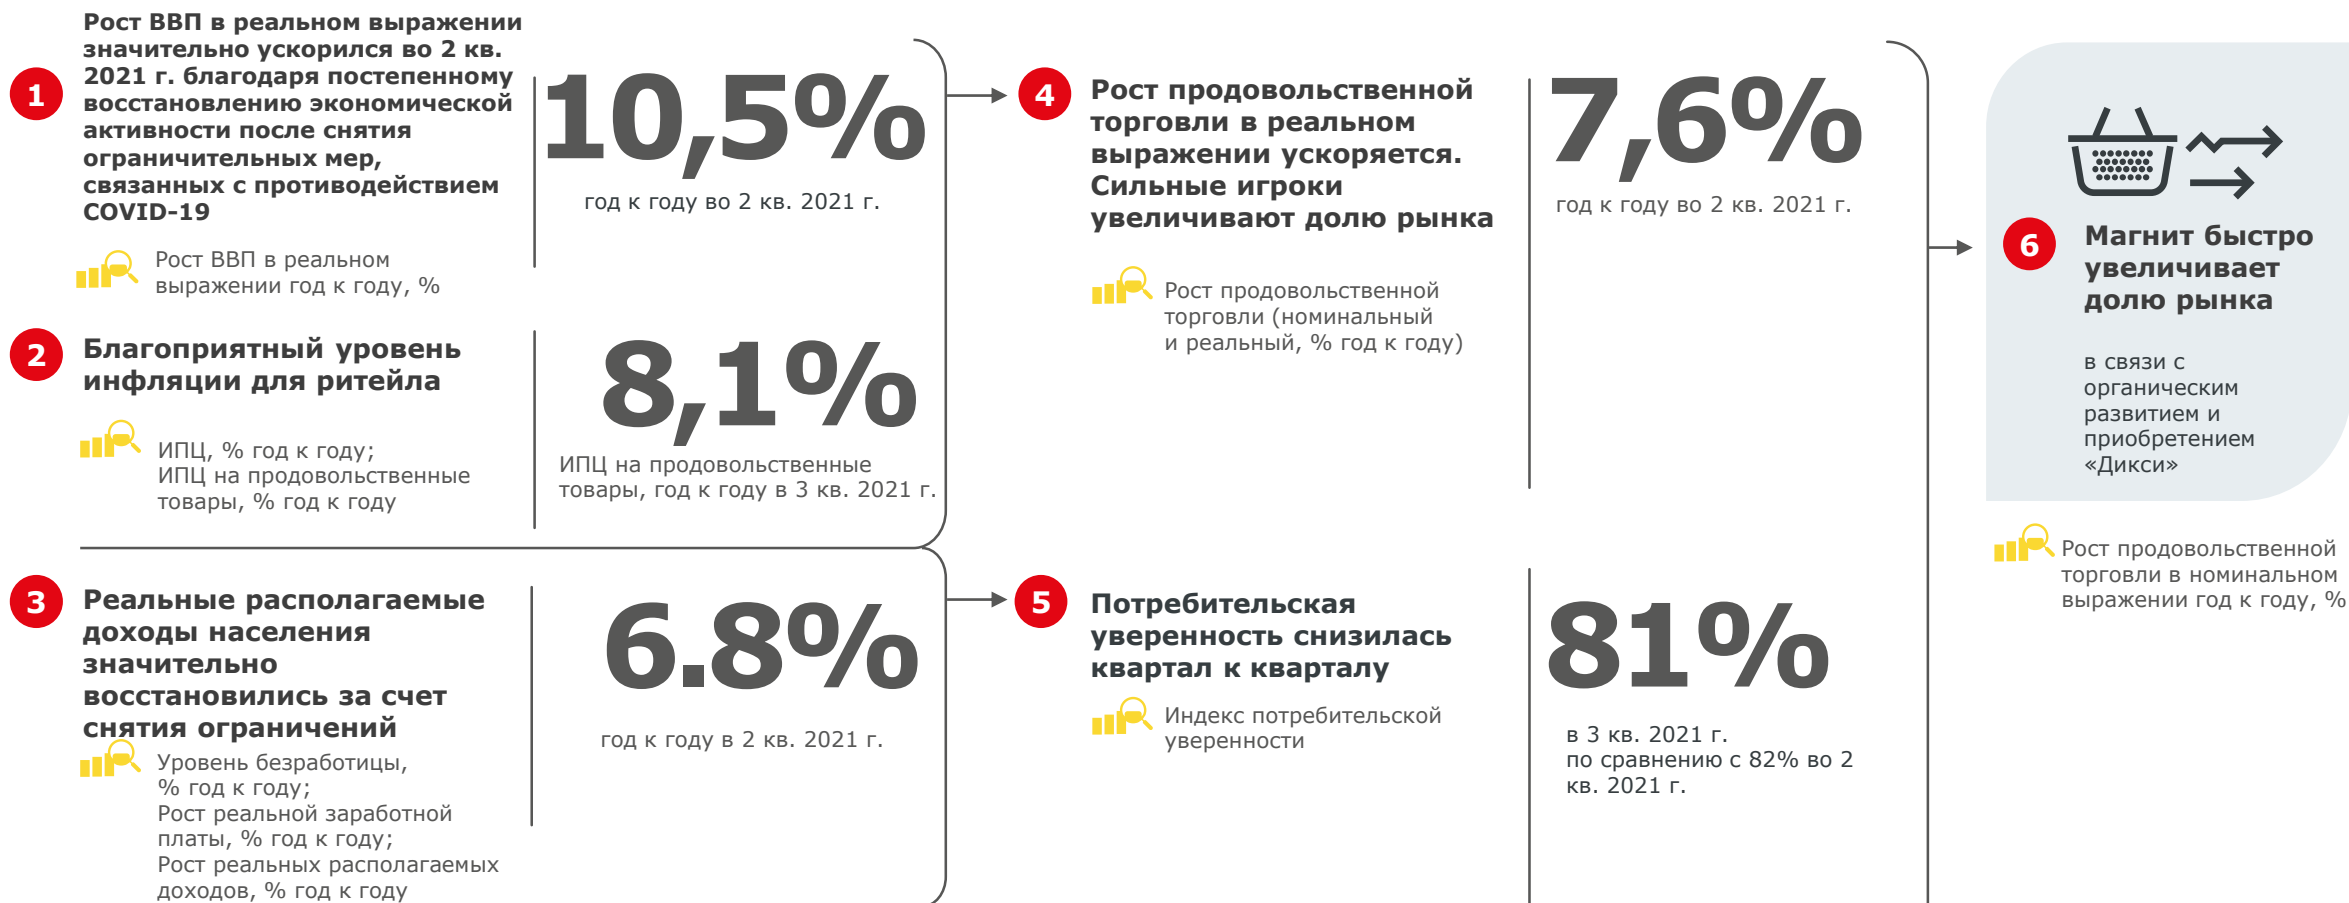 1
Рост ВВП в реальном выражении
значительно ускорился во 2 кв.
2021 г. благодаря постепенному
восстановлению экономической
активности после снятия
ограничительных мер,
связанных с противодействием
COVID-19
Рост ВВП в реальном
выражении год к году, %
10,5%
год к году во 2 кв. 2021 г.
2
Благоприятный уровень
инфляции для ритейла
ИПЦ, % год к году;
ИПЦ на продовольственные
товары, % год к году
8,1%
ИПЦ на продовольственные
товары, год к году в 3 кв. 2021 г.
3
Реальные располагаемые
доходы населения
значительно
восстановились за счет
снятия ограничений
Уровень безработицы,
% год к году;
Рост реальной заработной
платы, % год к году;
Рост реальных располагаемых
доходов, % год к году
6.8%
год к году в 2 кв. 2021 г.
4
Рост продовольственной
торговли в реальном
выражении ускоряется.
Сильные игроки
увеличивают долю рынка
Рост продовольственной
торговли (номинальный
и реальный, % год к году)
7,6%
год к году во 2 кв. 2021 г.
5
Потребительская
уверенность снизилась
квартал к кварталу
Индекс потребительской
уверенности
81%
в 3 кв. 2021 г.
по сравнению с 82% во 2
кв. 2021 г.
6
Магнит быстро
увеличивает
долю рынка
в связи с
органическим
развитием и
приобретением
«Дикси»
Рост продовольственной
торговли в номинальном
выражении год к году, %